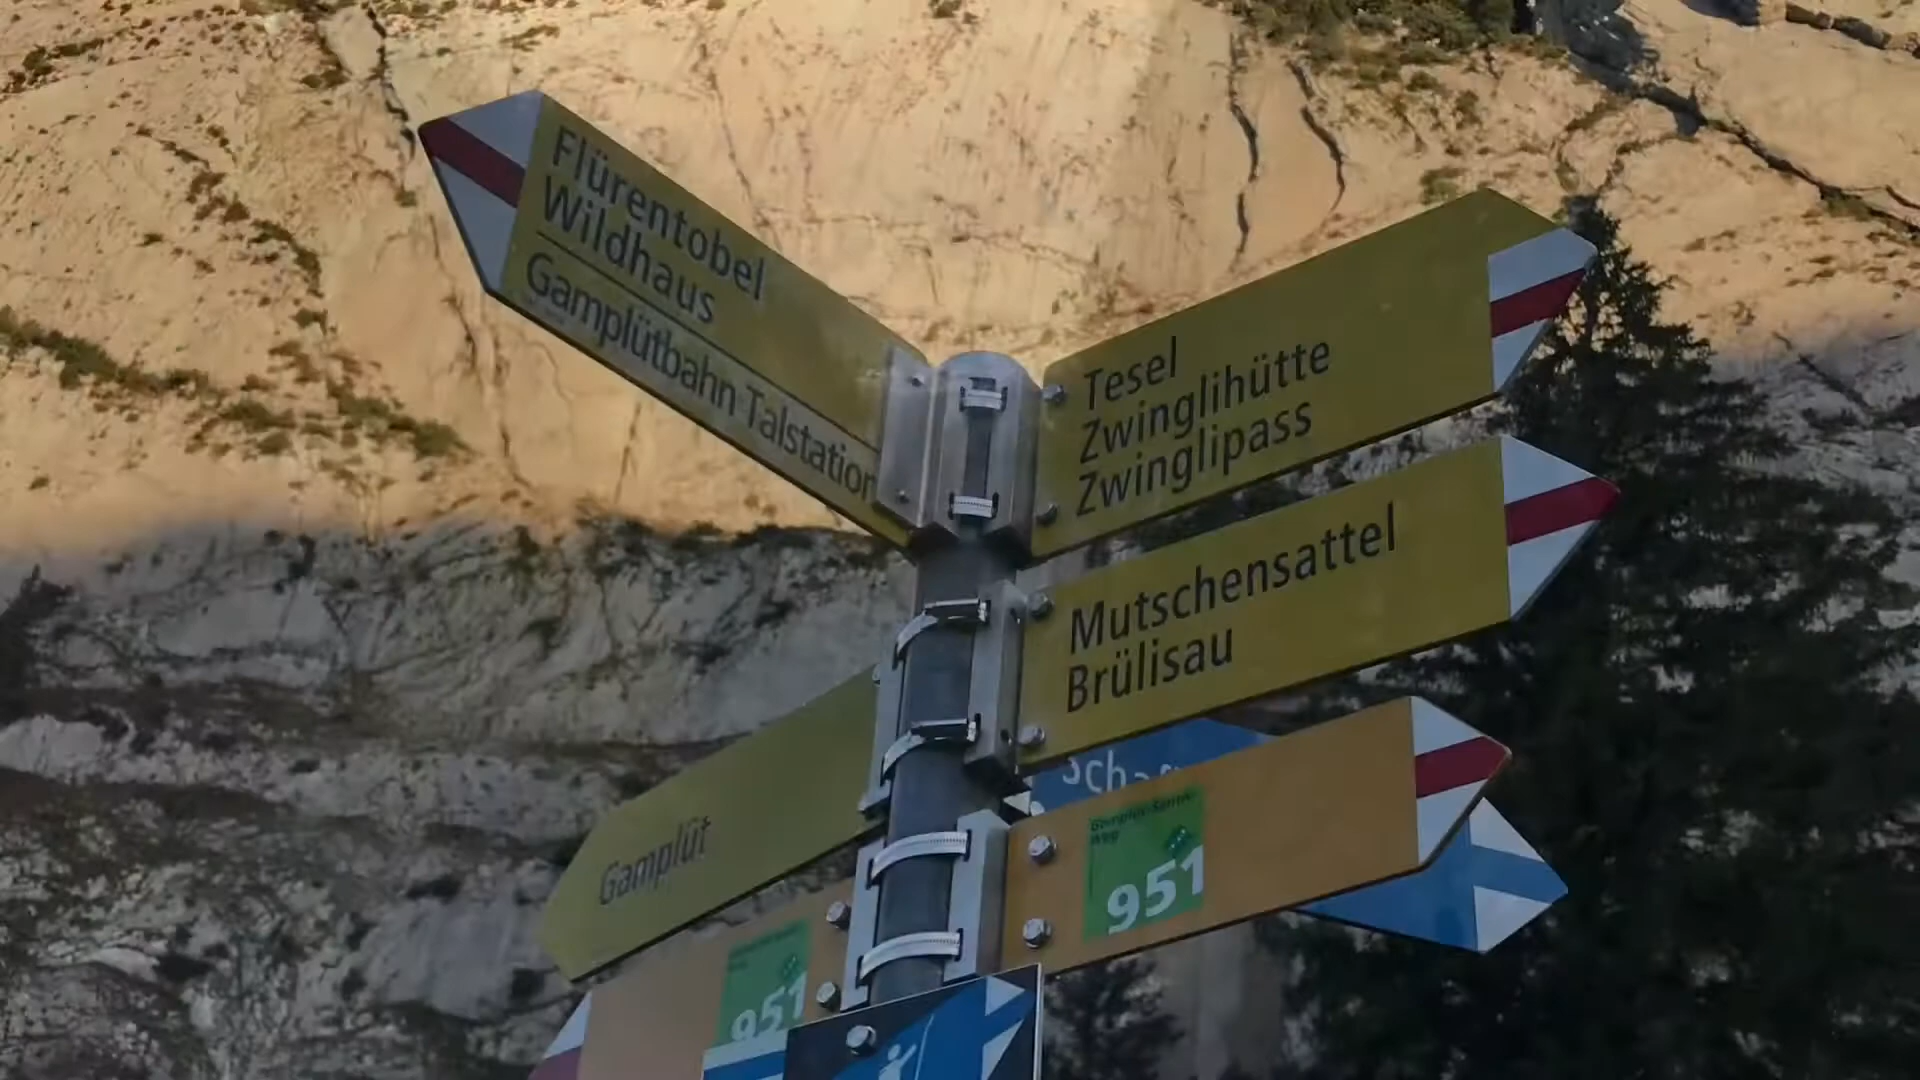 Flürentobel
Wildhaus
Gamplütbahn Talstation
Tesel
Zwinglihütte
Zwinglipass
Mutschensattel
Brülisau
Gamplüt
951
951